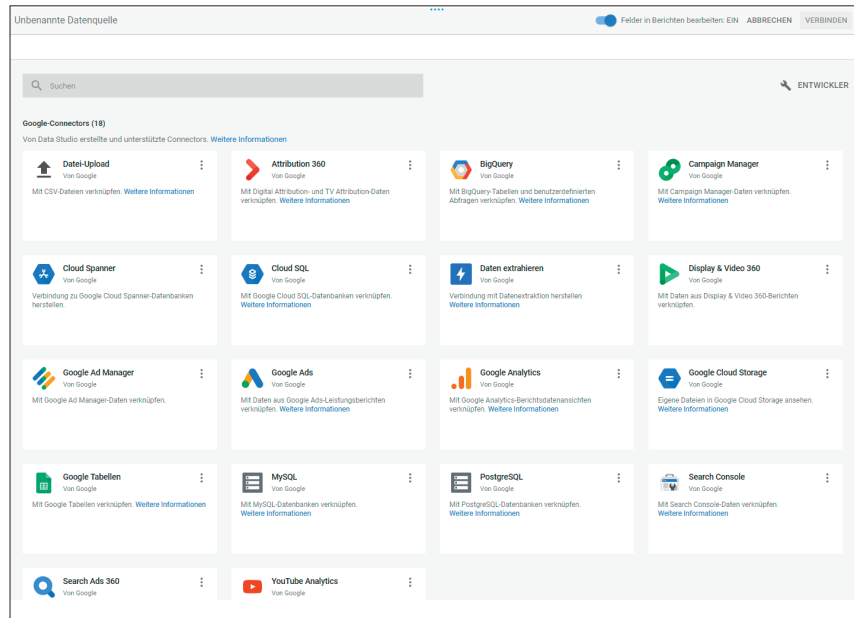 Unbenannte Datenquelle
Felder in Berichten bearbeiten: EIN ABBRECHEN VERBINDEN
Suchen
ENTWICKLER
Google-Connectors (18)
Von Data Studio erstellte und unterstützte Connectors. Weitere Informationen
Datei-Upload
Von Google
Mit CSV-Dateien verknüpfen. Weitere Informationen
Attribution 360
Von Google
Mit Digital Attribution- und TV Attribution-Daten
verknüpfen. Weitere Informationen
BigQuery
Von Google
Mit BigQuery-Tabellen und benutzerdefinierten
Abfragen verknüpfen. Weitere Informationen
Campaign Manager
Von Google
Mit Campaign Manager-Daten verknüpfen.
Weitere Informationen
Cloud Spanner
Von Google
Verbindung zu Google Cloud Spanner-Datenbanken
herstellen.
Cloud SQL
Von Google
Mit Google Cloud SQL-Datenbanken verknüpfen.
Weitere Informationen
Daten extrahieren
Von Google
Verbindung mit Datenextraktion herstellen
Weitere Informationen
Display & Video 360
Von Google
Mit Daten aus Display & Video 360-Berichten
verknüpfen.
Google Ad Manager
Von Google
Mit Google Ad Manager-Daten verknüpfen.
Google Ads
Von Google
Mit Daten aus Google Ads-Leistungsberichten
verknüpfen. Weitere Informationen
Google Analytics
Von Google
Mit Google Analytics-Berichtsdatenansichten
verknüpfen. Weitere Informationen
Google Cloud Storage
Von Google
Eigene Dateien in Google Cloud Storage ansehen.
Weitere Informationen
Google Tabellen
Von Google
Mit Google Tabellen verknüpfen. Weitere Informationen
MySQL
Von Google
Mit MySQL-Datenbanken verknüpfen.
Weitere Informationen
PostgreSQL
Von Google
Mit PostgreSQL-Datenbanken verknüpfen.
Weitere Informationen
Search Console
Von Google
Mit Search Console-Daten verknüpfen.
Weitere Informationen
Search Ads 360
Von Google
YouTube Analytics
Von Google